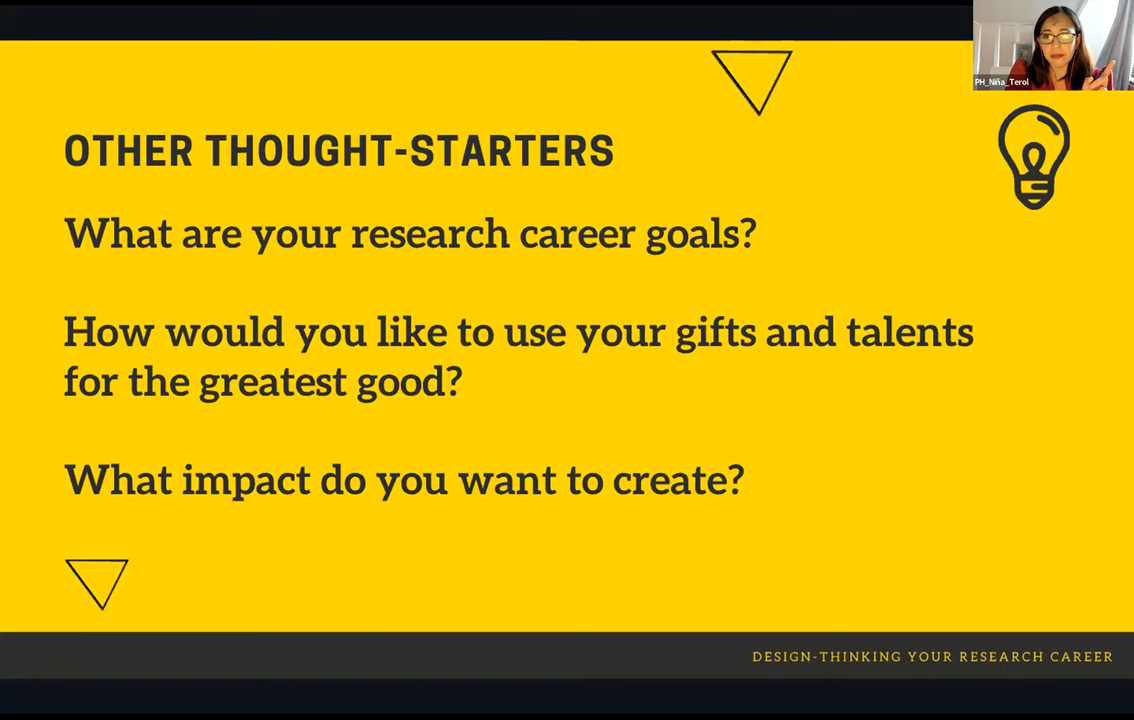 PH_Niña_Terol
OTHER THOUGHT-STARTERS
What are your research career goals?
How would you like to use your gifts and talents
for the greatest good?
What impact do you want to create?
DESIGN-THINKING YOUR RESEARCH CAREER